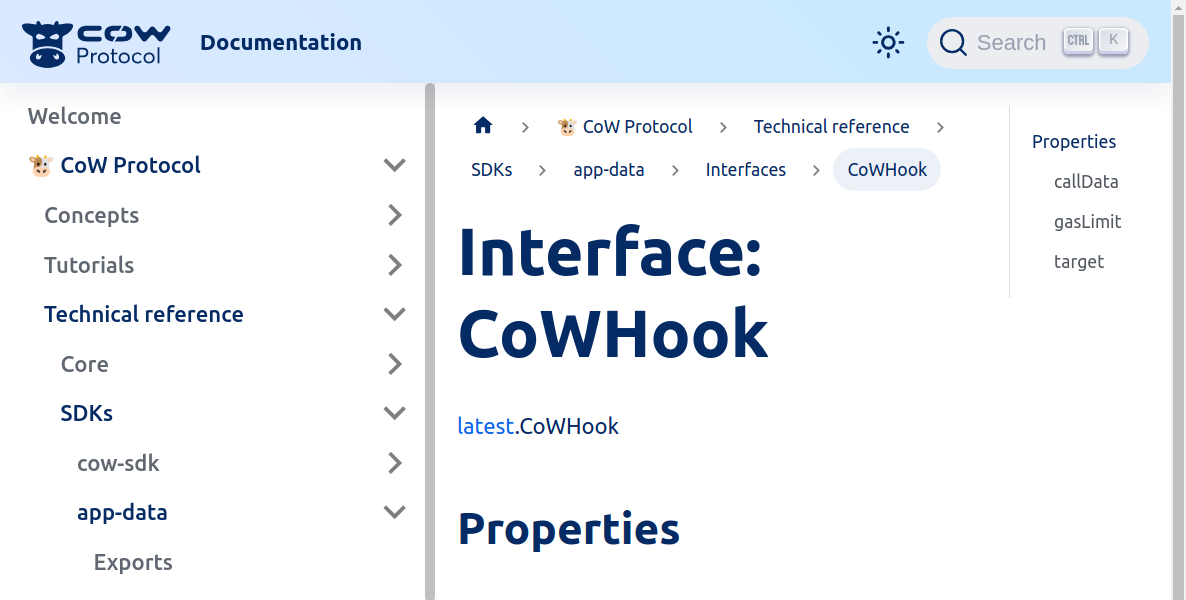 COW
Protocol
Documentation
Search CTRL K
Welcome
CoW Protocol
Concepts
Tutorials
Technical reference
Core
SDKs
cow-sdk
app-data
Exports
CoW Protocol
Technical reference
SDKs
app-data
Interfaces
CoWHook
Interface:
CoWHook
latest.CoWHook
Properties
Properties
callData
gasLimit
target